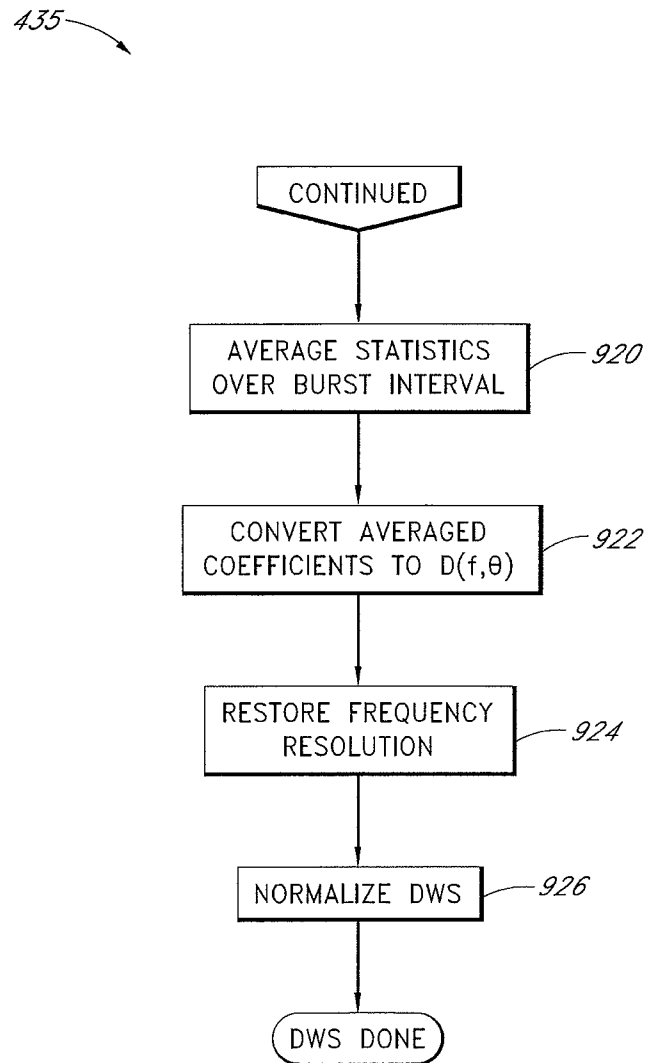 435
CONTINUED
AVERAGE STATISTICS
OVER BURST INTERVAL
920
CONVERT AVERAGED
COEFFICIENTS TO D(f,θ)
922
RESTORE FREQUENCY
RESOLUTION
924
NORMALIZE DWS
926
DWS DONE